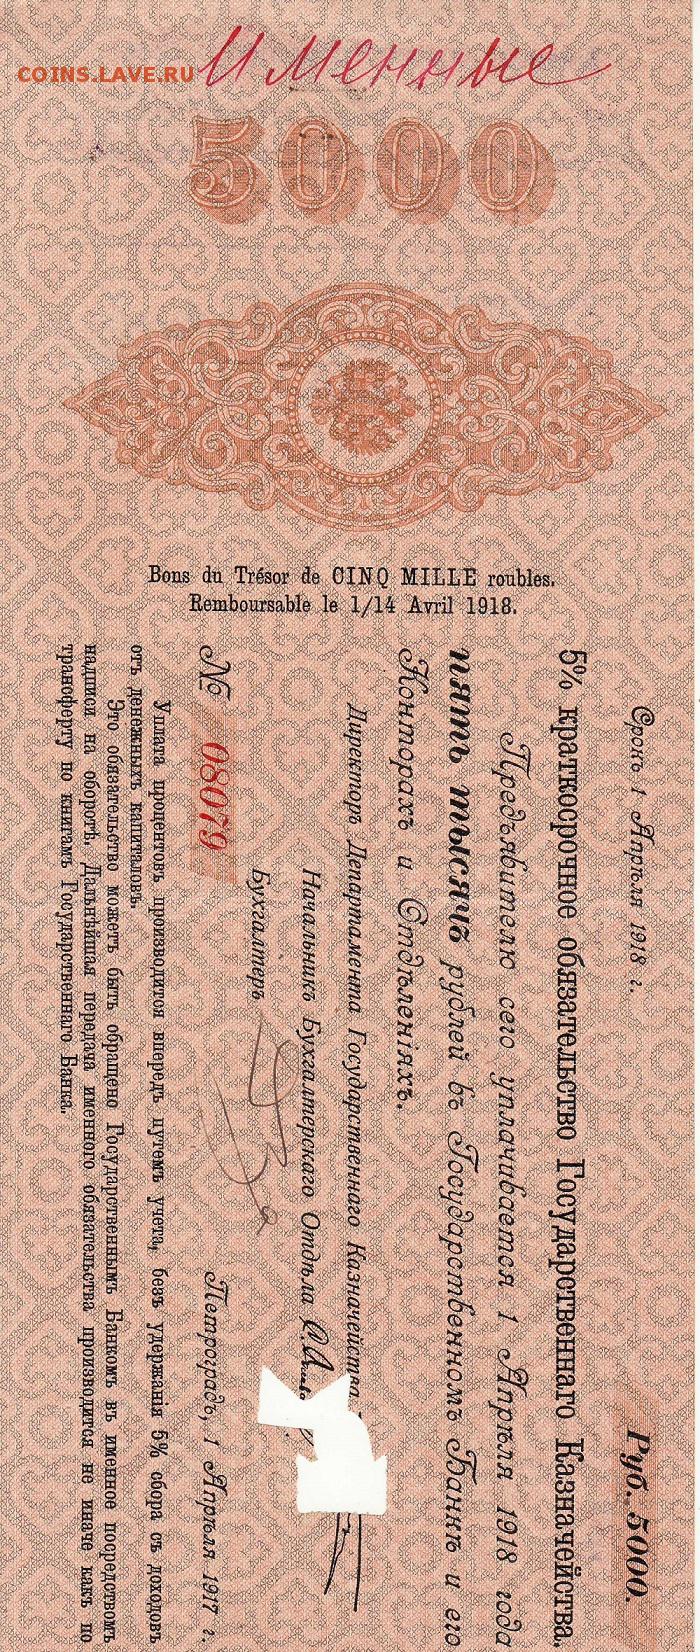 COINS.LAVE.RU
именные
5000
Bons du Trésor de CINQ MILLE roubles.
Remboursable le 1/14 Avril 1918.
Срокъ 1 Апрѣля 1918 г.
Руб. 5000.
5% краткосрочное обязательство Государственнаго Казначейства.
Предъявителю сего уплачивается 1 Апрѣля 1918 года
пять тысячъ рублей въ Государственномъ Банкѣ и его
Конторахъ и Отдѣленіяхъ.
Директоръ Департамента Государственнаго Казначейства
Начальникъ Бухгалтерскаго Отдѣла
Бухгалтеръ
№ 08079
Петроградъ, 1 Апрѣля 1917 г.
Уплата процентовъ производится впередъ путемъ учета, безъ удержанія 5% сбора съ доходовъ
отъ денежныхъ капиталовъ.
Это обязательство можетъ быть обращено Государственнымъ Банкомъ въ именное посредствомъ
надписи на оборотѣ. Дальнѣйшая передача именного обязательства производится не иначе какъ по
трансферту по книгамъ Государственнаго Банка.